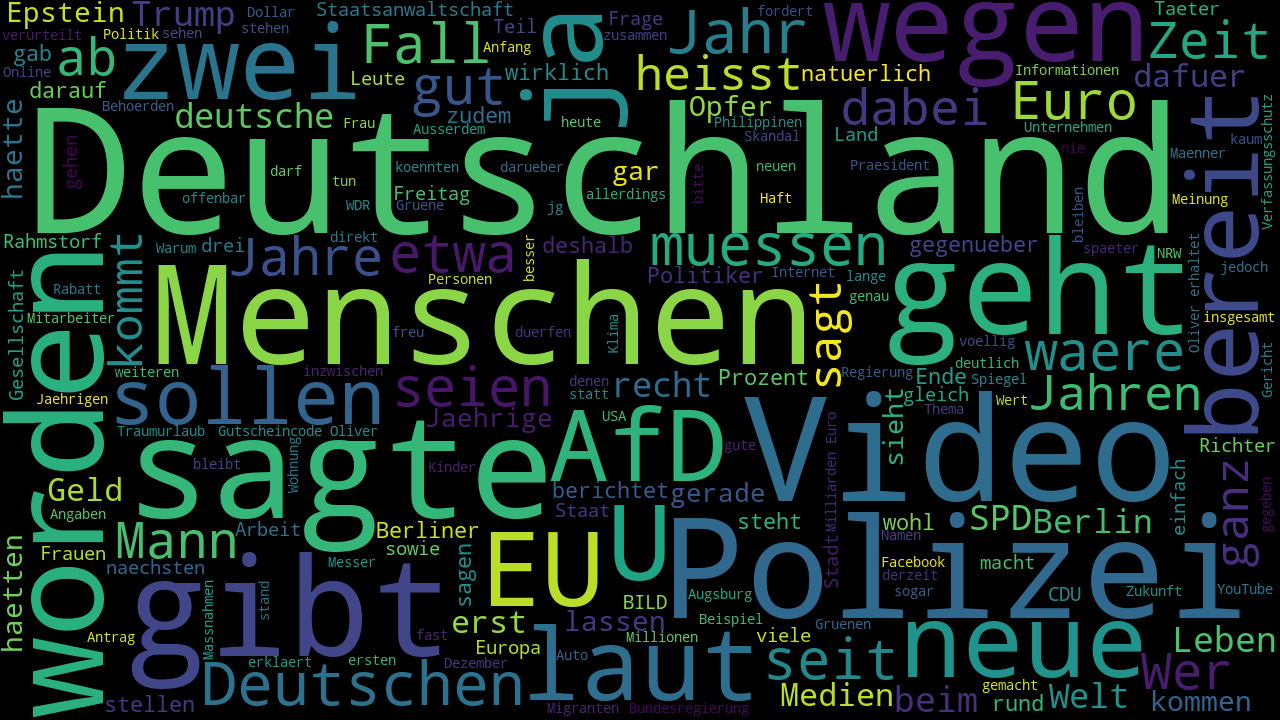 Epstein
Trump
Dollar
stehen
Staatsanwaltschaft
Teil
Frage
zusammen
Jahr
wegen
Taeter
Zeit
verurteilt
Politik
sehen
zwei
Fall
Anfang
ja
fordert
gab
ab
Online
darauf
Leute
gut
wirklich
heisst
natuerlich
Informationen
dafuer
Behoerden
deutsche
Frau
zudem
Ausserdem
heute
Opfer
dabei
Euro
haette
Philippinen
Skandal
Land
Unternehmen
bereit
kaum
Verfassungsschutz
Deutschland
gehen
darf
tun
koennten
darueber
neuen
gar
bitte
Praesident
nie
Maenner
offenbar
WDR
Gruene
Freitag
jg
allerdings
Haft
bleiben
Meinung
Rahmstorf
worden
kommt
Warum
drei
Jahre
direkt
etwa
besser
deshalb
muessen
gegenueber
spaeter
NRW
jedoch
Gesellschaft
Rabatt
Mitarbeiter
Menschen
Personen
Politiker
Internet
lange
genau
geht
Oliver erhaltet
insgesamt
freu
duerfen
Klima
sagt
voellig
waere
weiteren
inzwischen
sollen
seien
denen
statt
recht
Prozent
Regierung
Ende
deutlich
Spiegel
Gericht
Jaehrigen
Jaehrige
USA
AfD
Video
gleich
sieht
Thema
Wert
Jahren
Traumurlaub
Gutscheincode Oliver
sagte
gute
bleibt
Wohnung
Kinder
Richter
Geld
Angaben
berichtet
gerade
Staat
Milliarden Euro
Stadt
einfach
ganz
gegeben
Mann
Arbeit
Berliner
EU
U
steht
wohl
Namen
SPD
Berlin
haetten
Frauen
naechsten
sowie
sagen
Messer
Polizei
Facebook
derzeit
sogar
macht
gibt
Massnahmen
stand
BILD
Augsburg
Beispiel
CDU
Zukunft
YouTube
Antrag
fast
erst
lassen
Millionen
viele
Gruenen
neue
Leben
Europa
erklaert
ersten
Dezember
Auto
laut
seit
wer
stellen
Deutschen
Migranten
Bundesregierung
Medien
beim
gemacht
rund
Welt
kommen